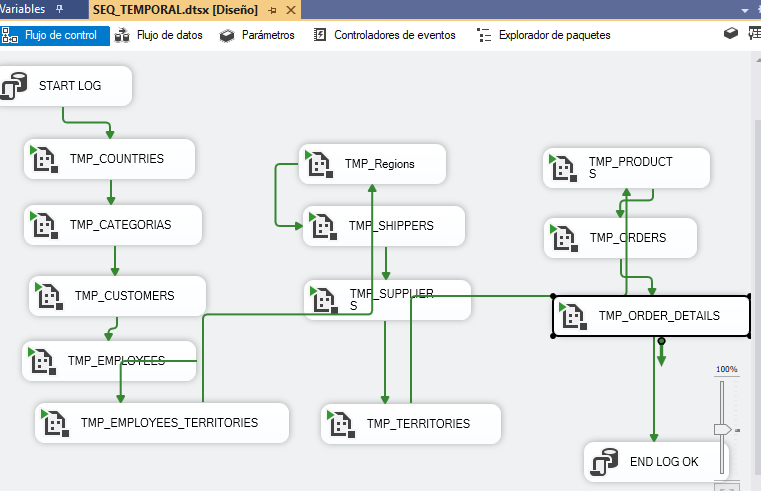 Variables
SEQ_TEMPORAL.dtsx [Diseño]
Flujo de control
Flujo de datos
Parámetros
Controladores de eventos
Explorador de paquetes
START LOG
TMP_COUNTRIES
TMP_CATEGORIAS
TMP_CUSTOMERS
TMP_EMPLOYEES
TMP_EMPLOYEES_TERRITORIES
TMP_Regions
TMP_SHIPPERS
TMP_SUPPLIER
S
TMP_TERRITORIES
TMP_PRODUCT
S
TMP_ORDERS
TMP_ORDER_DETAILS
END LOG OK
100%